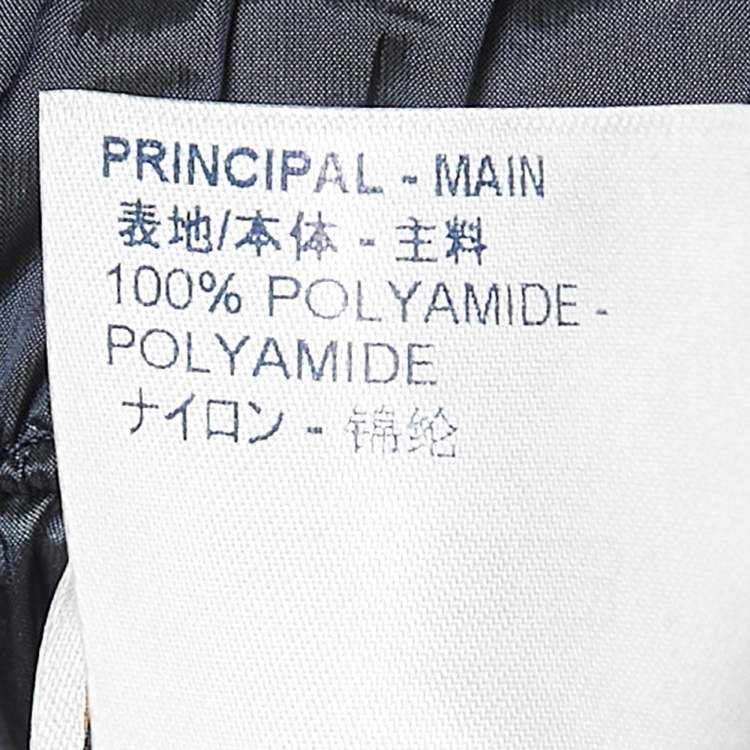 PRINCIPAL - MAIN
表地/本体 - 主料
100% POLYAMIDE -
POLYAMIDE
ナイロン - 锦纶